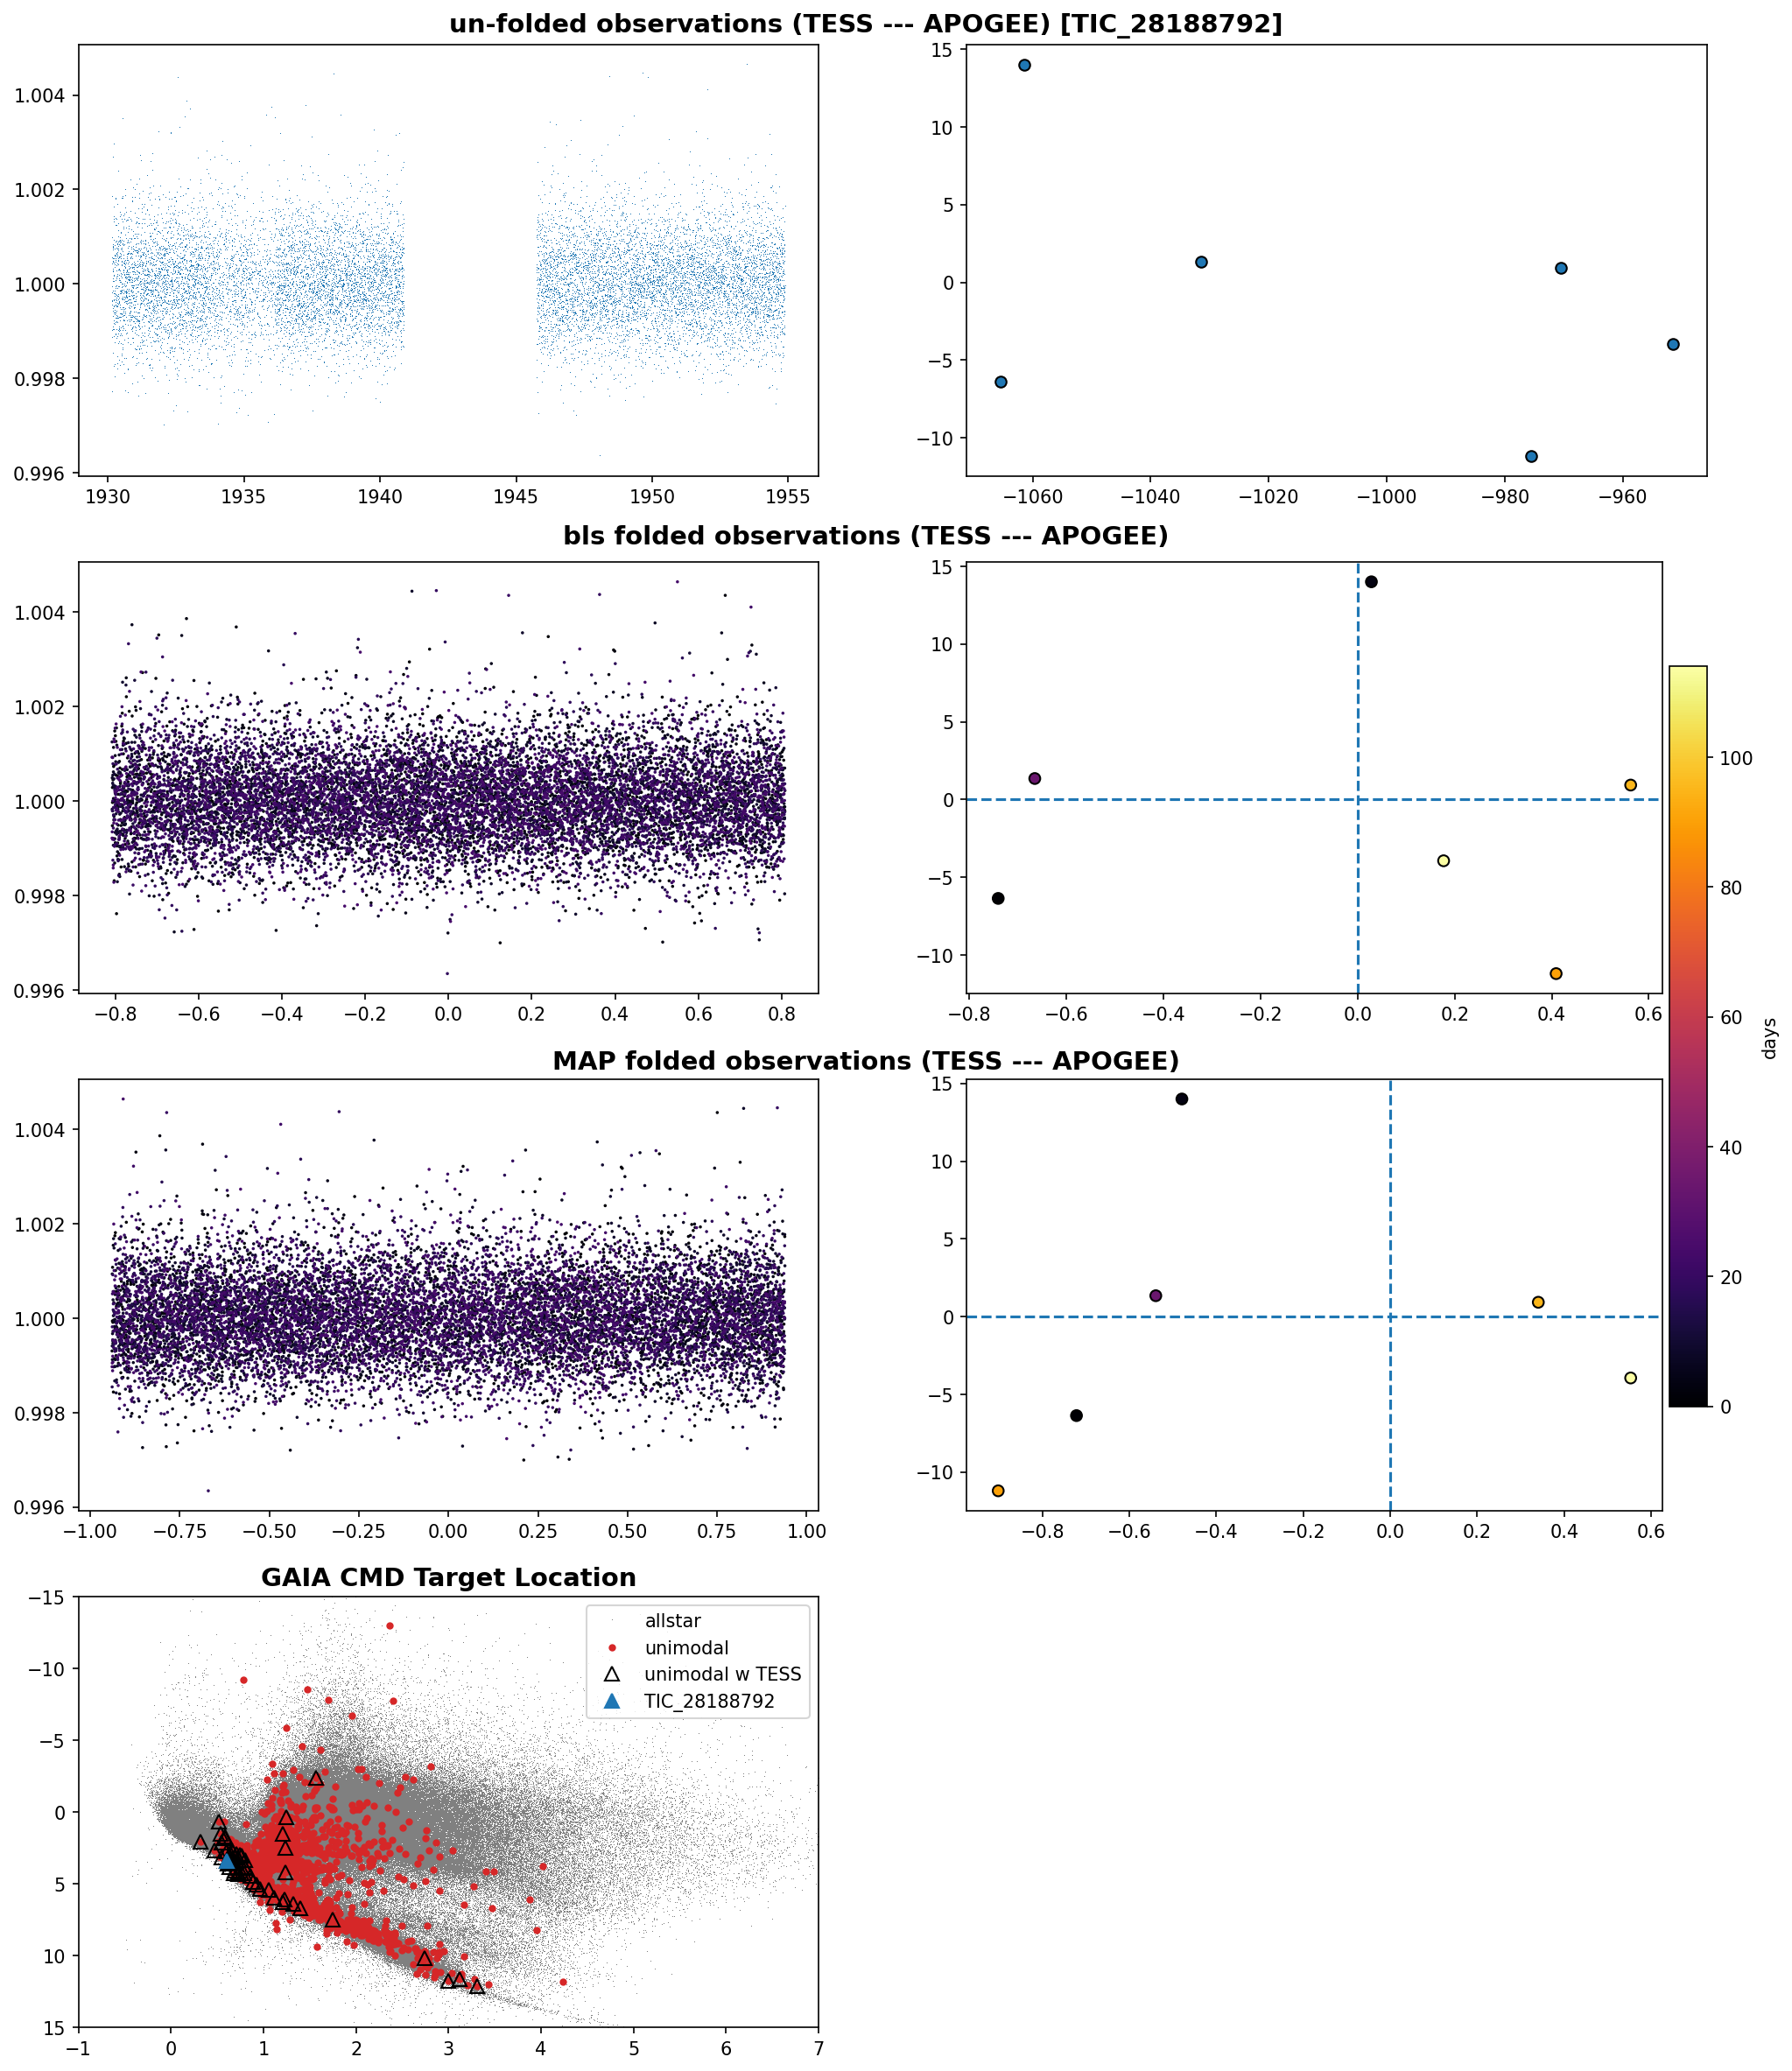 un-folded observations (TESS --- APOGEE) [TIC_28188792]
1.004
1.002
1.000
0.998
0.996
1930 1935 1940 1945 1950 1955
15
10
5
0
−5
−10
−1060 −1040 −1020 −1000 −980 −960
bls folded observations (TESS --- APOGEE)
1.004
1.002
1.000
0.998
0.996
−0.8 −0.6 −0.4 −0.2 0.0 0.2 0.4 0.6 0.8
15
10
5
0
−5
−10
−0.8 −0.6 −0.4 −0.2 0.0 0.2 0.4 0.6
100
80
60
40
20
0
days
MAP folded observations (TESS --- APOGEE)
1.004
1.002
1.000
0.998
0.996
−1.00 −0.75 −0.50 −0.25 0.00 0.25 0.50 0.75 1.00
15
10
5
0
−5
−10
−0.8 −0.6 −0.4 −0.2 0.0 0.2 0.4 0.6
GAIA CMD Target Location
−15
−10
−5
0
5
10
15
−1 0 1 2 3 4 5 6 7
allstar
unimodal
unimodal w TESS
TIC_28188792